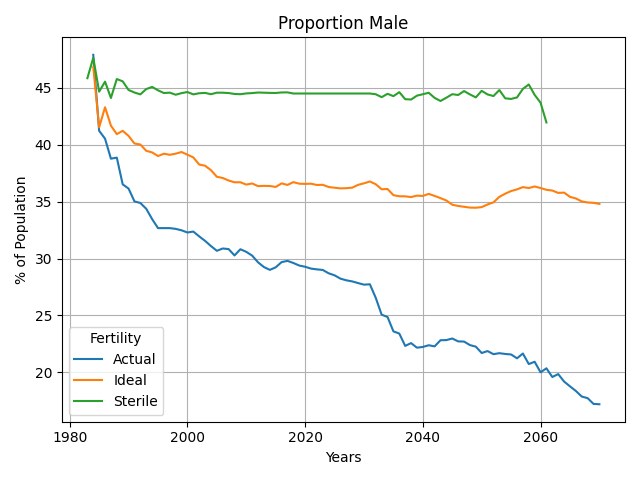 Proportion Male
% of Population
45
40
35
30
25
20
Fertility
Actual
Ideal
Sterile
1980
2000
2020
2040
2060
Years